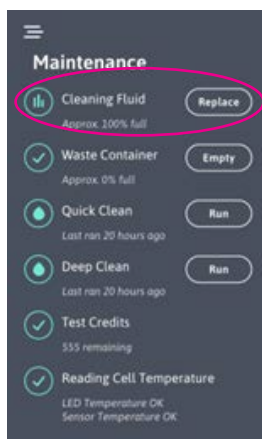 Maintenance
Cleaning Fluid
Replace
Approx. 100% full
Waste Container
Empty
Approx. 0% full
Quick Clean
Run
Last ran 20 hours ago
Deep Clean
Run
Last ran 20 hours ago
Test Credits
555 remaining
Reading Cell Temperature
LED Temperature OK
Sensor Temperature OK